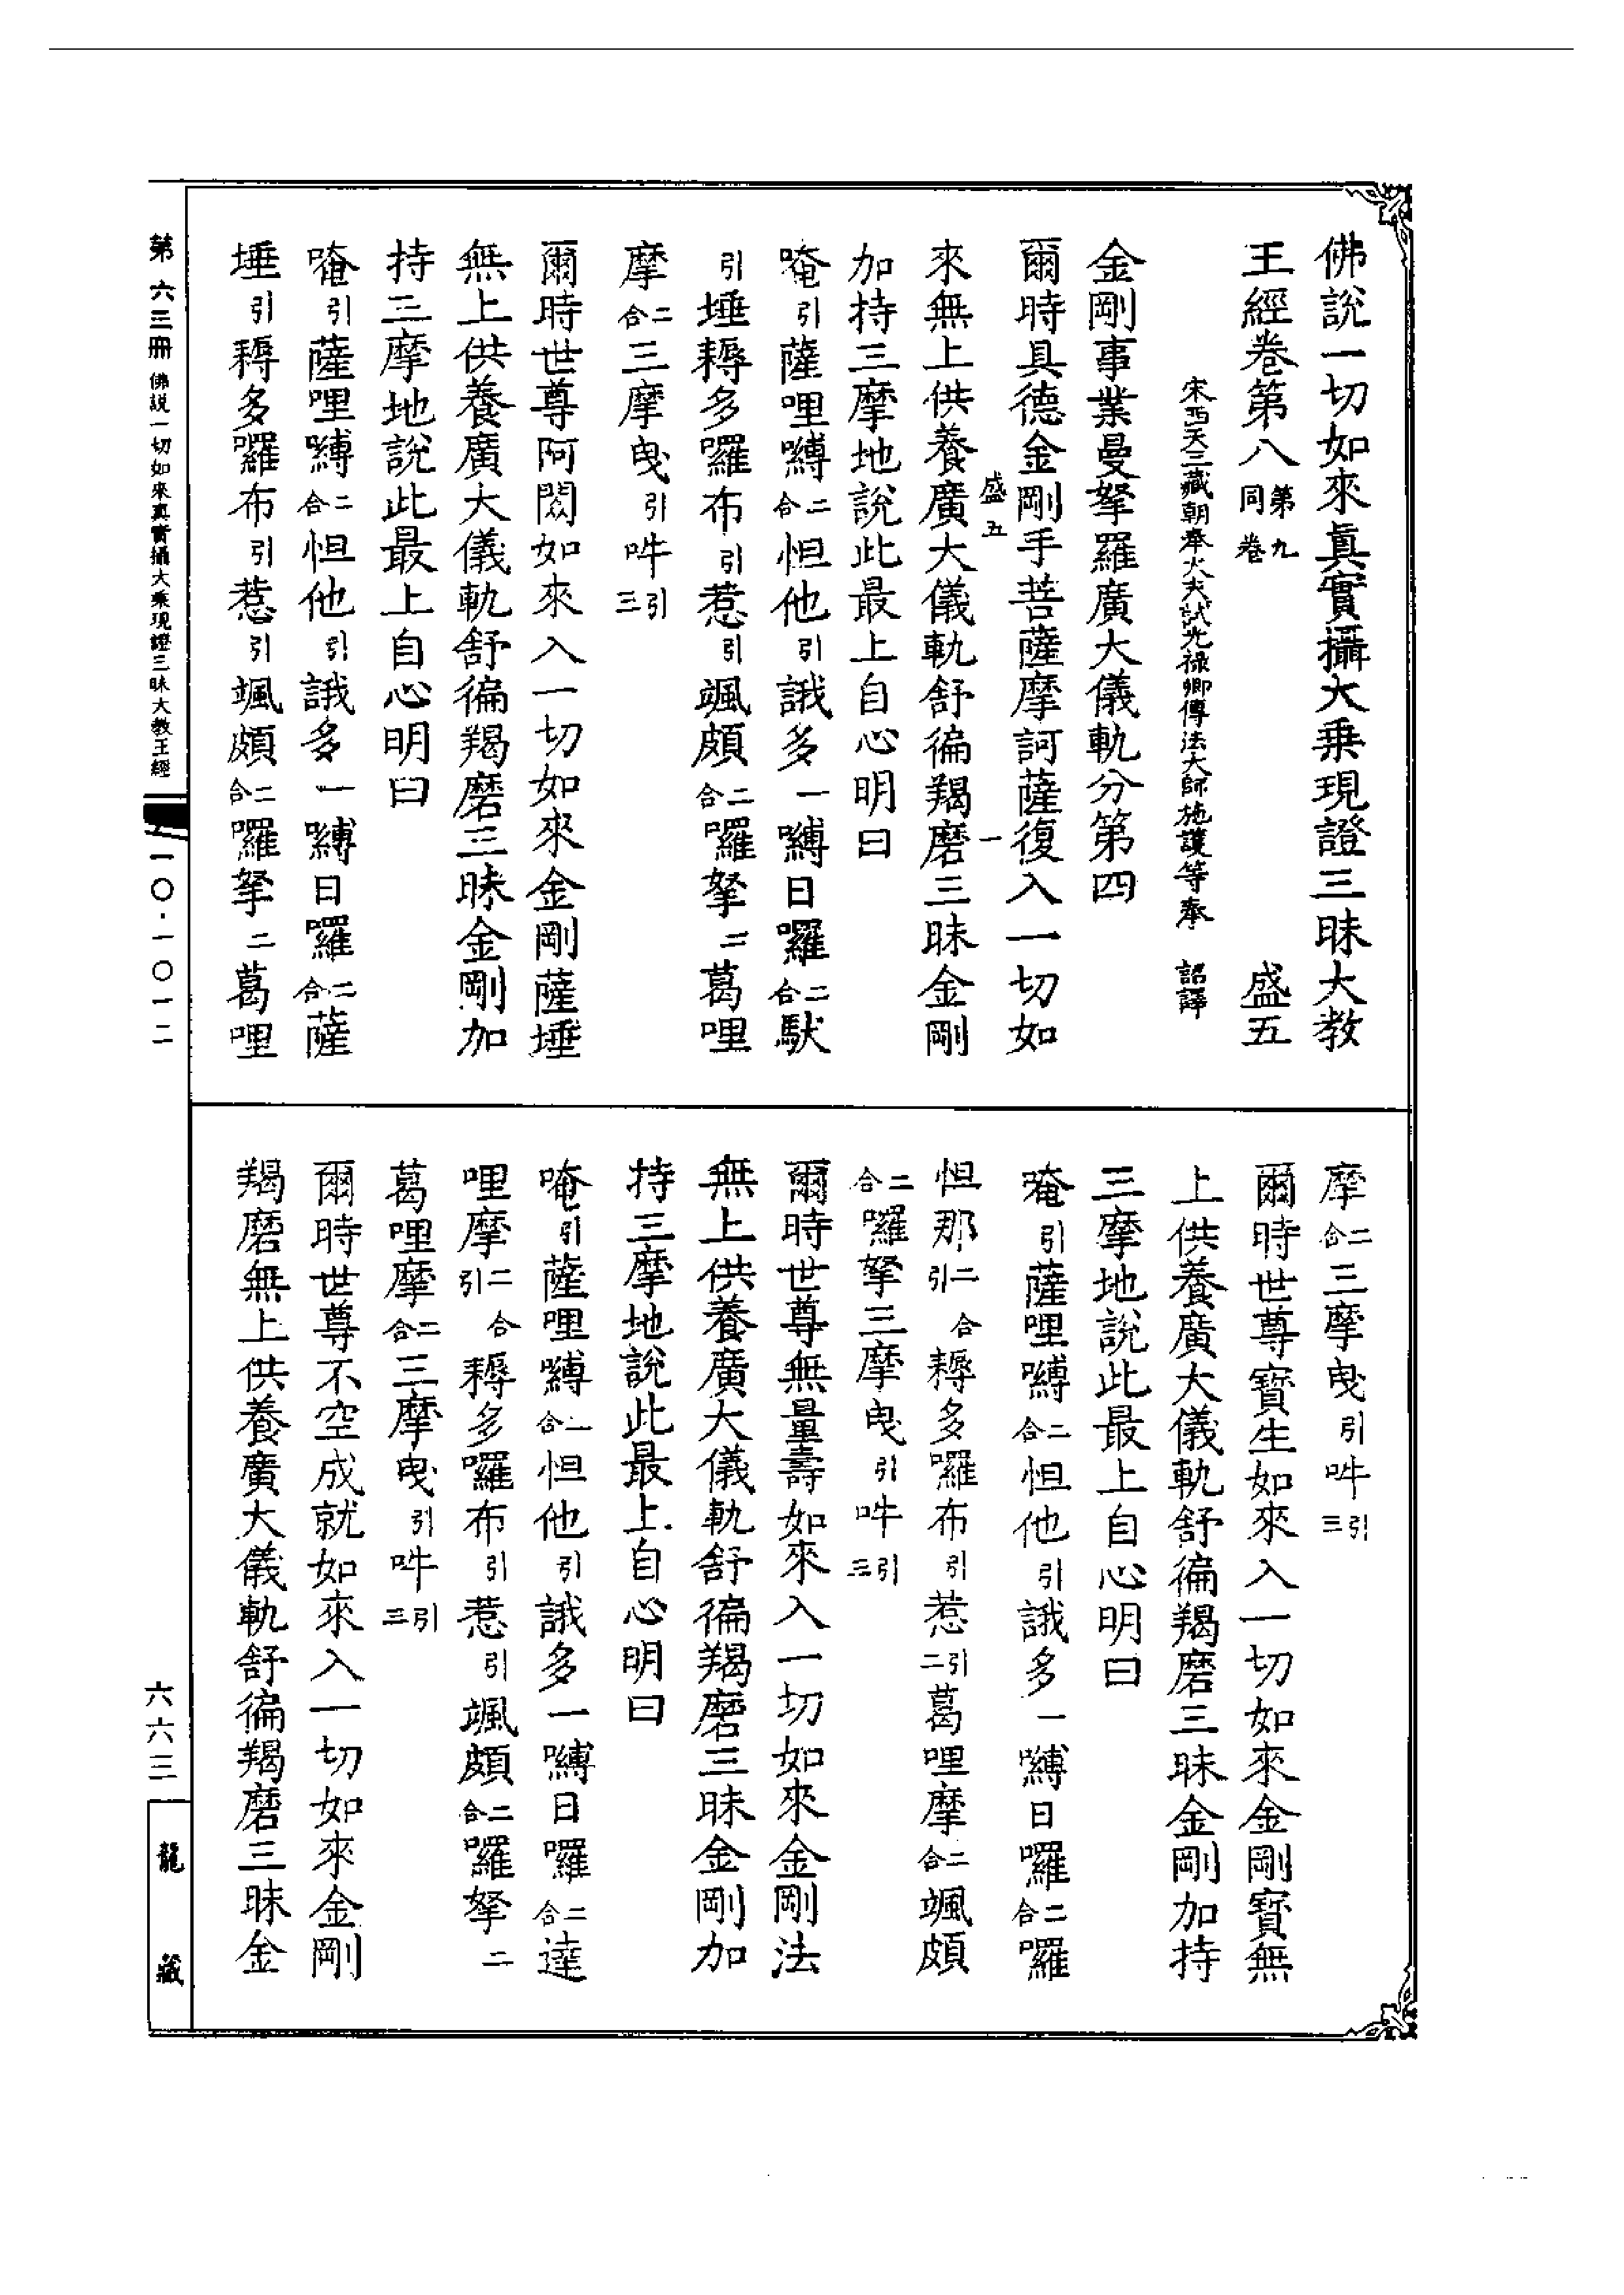 佛說一切如來真實攝大乗現證三昧大教
王經卷第八第九同卷 盛五
宋西天三藏朝奉大夫試光祿卿傳法大師施護等奉 詔譯
金剛事業曼拏羅廣大儀軌分第四
爾時具德金剛手菩薩摩訶薩復入一切如
盛五 一
來無上供養廣大儀軌舒徧羯磨三昧金剛
加持三摩地說此最上自心明曰
唵引薩哩嚩二合怛他引誐多一嚩日囉二合馱
引埵耨多囉布引惹引颯頗二合囉拏二葛哩
摩二合三摩曳引吽引三
爾時世尊阿閦如來入一切如來金剛薩埵
無上供養廣大儀軌舒徧羯磨三昧金剛加
持三摩地說此最上自心明曰
唵引薩哩嚩二合怛他引誐多一嚩日囉二合薩
埵引耨多囉布引惹引颯頗二合囉拏二葛哩
摩二合三摩曳引吽引三
爾時世尊寶生如來入一切如來金剛寶無
上供養廣大儀軌舒徧羯磨三昧金剛加持
三摩地說此最上自心明曰
唵引薩哩嚩二合怛他引誐多一嚩日囉二合囉
怛那二合引耨多囉布引惹引二葛哩摩二合颯頗
二合囉拏三摩曳引吽引三
爾時世尊無量壽如來入一切如來金剛法
無上供養廣大儀軌舒徧羯磨三昧金剛加
持三摩地說此最上自心明曰
唵引薩哩嚩二合怛他引誐多一嚩日囉二合達
哩摩二合引耨多囉布引惹引颯頗二合囉拏二
葛哩摩二合三摩曳引吽引三
爾時世尊不空成就如來入一切如來金剛
羯磨無上供養廣大儀軌舒徧羯磨三昧金
第六三冊 佛說一切如來真實攝大乗現證三昧大教王經
一〇·一〇一二
六六三
龍藏